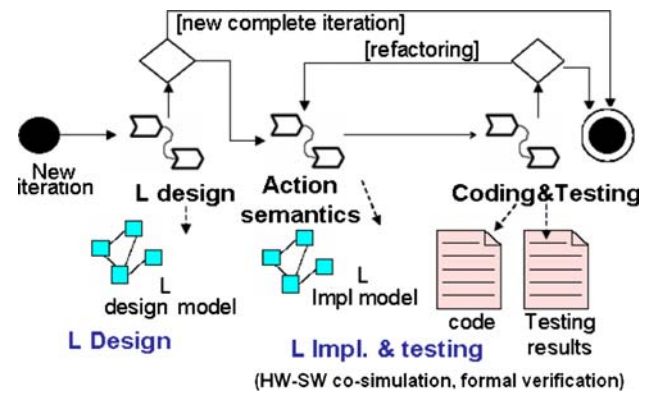 [new complete iteration]
[refactoring]
New
iteration
L design
Action
semantics
Coding&Testing
L
design model
L
Impl model
code
Testing
results
L Design
L Impl. & testing
(HW-SW co-simulation, formal verification)